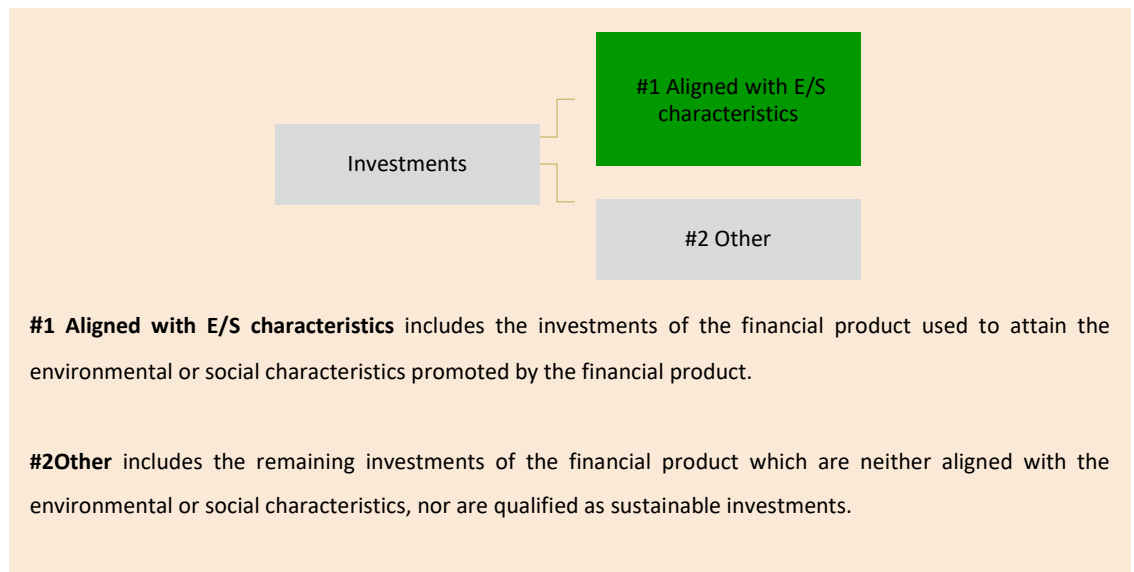 #1 Aligned with E/S
characteristics
Investments
#2 Other
#1 Aligned with E/S characteristics includes the investments of the financial product used to attain the
environmental or social characteristics promoted by the financial product.
#2Other includes the remaining investments of the financial product which are neither aligned with the
environmental or social characteristics, nor are qualified as sustainable investments.